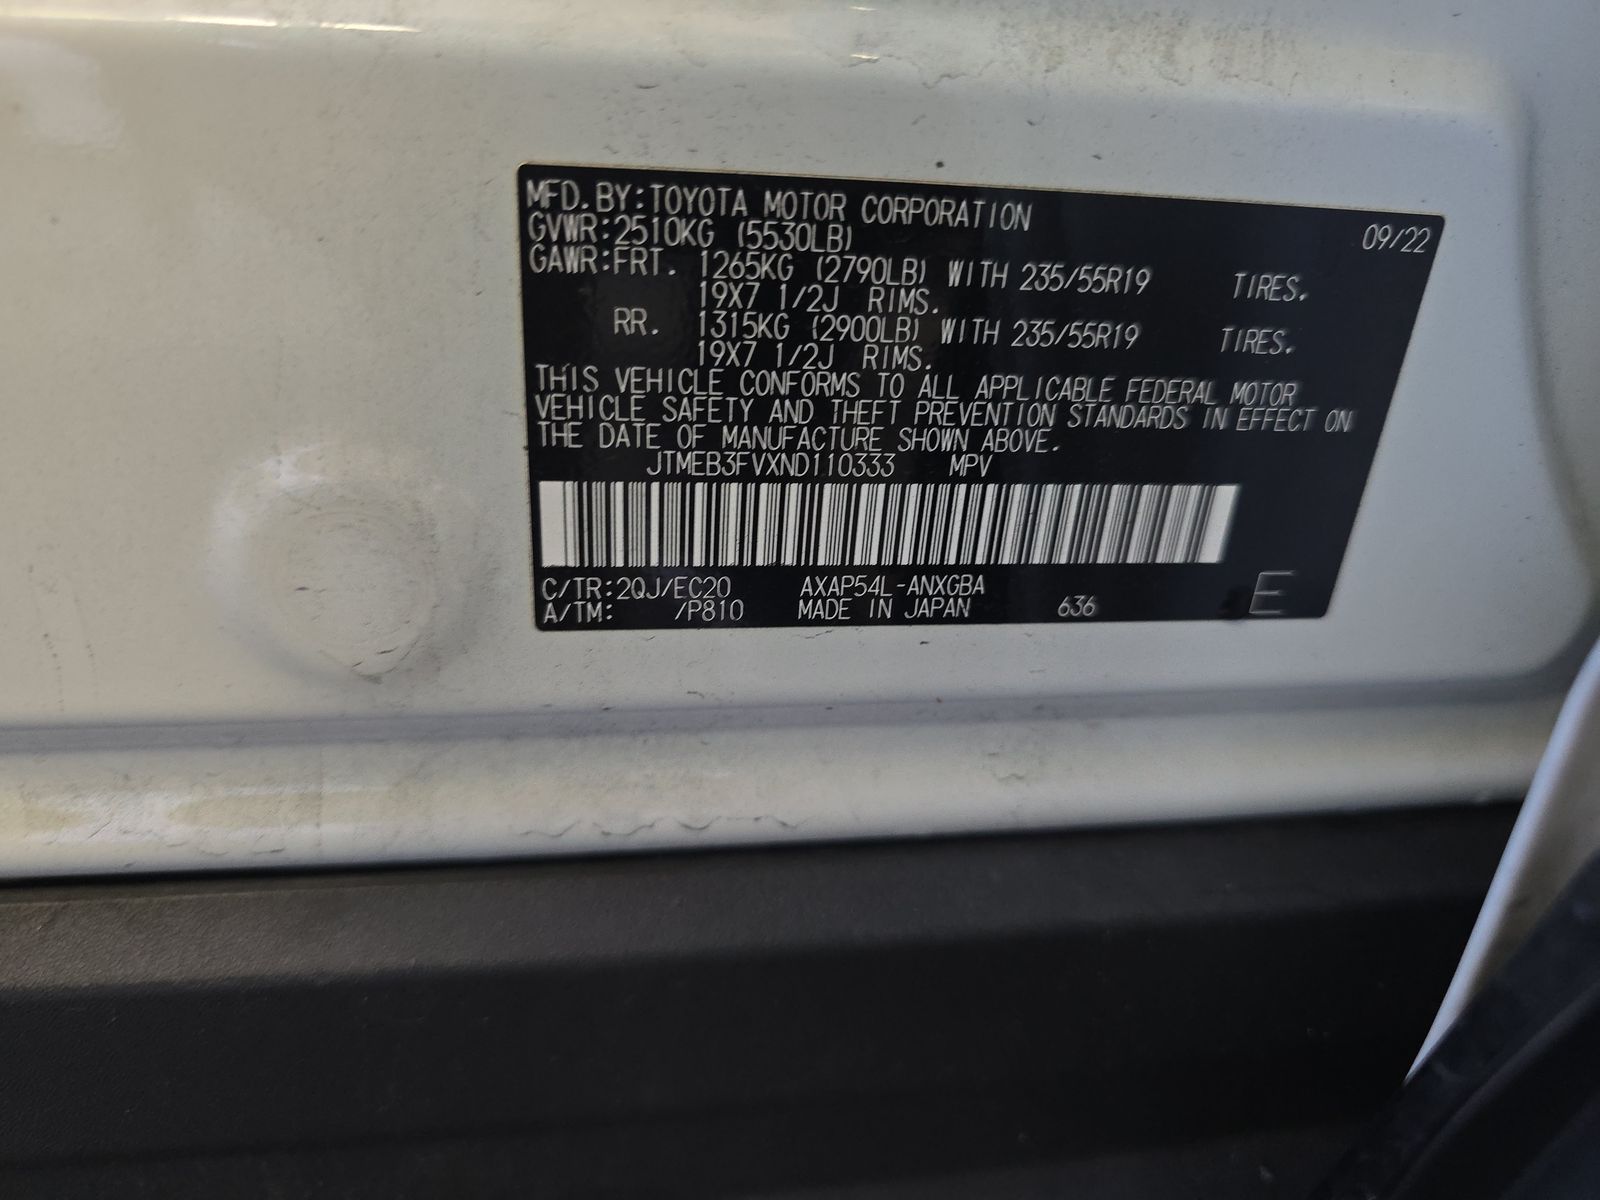 MFD. BY: TOYOTA MOTOR CORPORATION 09/22
GVWR: 2510KG (5530LB)
GAWR: FRT. 1265KG (2790LB) WITH 235/55R19 TIRES.
19X7 1/2J RIMS.
RR. 1315KG (2900LB) WITH 235/55R19 TIRES.
19X7 1/2J RIMS.
THIS VEHICLE CONFORMS TO ALL APPLICABLE FEDERAL MOTOR
VEHICLE SAFETY AND THEFT PREVENTION STANDARDS IN EFFECT ON
THE DATE OF MANUFACTURE SHOWN ABOVE.
JTMEB3FVXND110333 MPV
C/TR: 2QJ/EC20 AXAP54L-ANXGBA
A/TM: /P810 MADE IN JAPAN 636 E